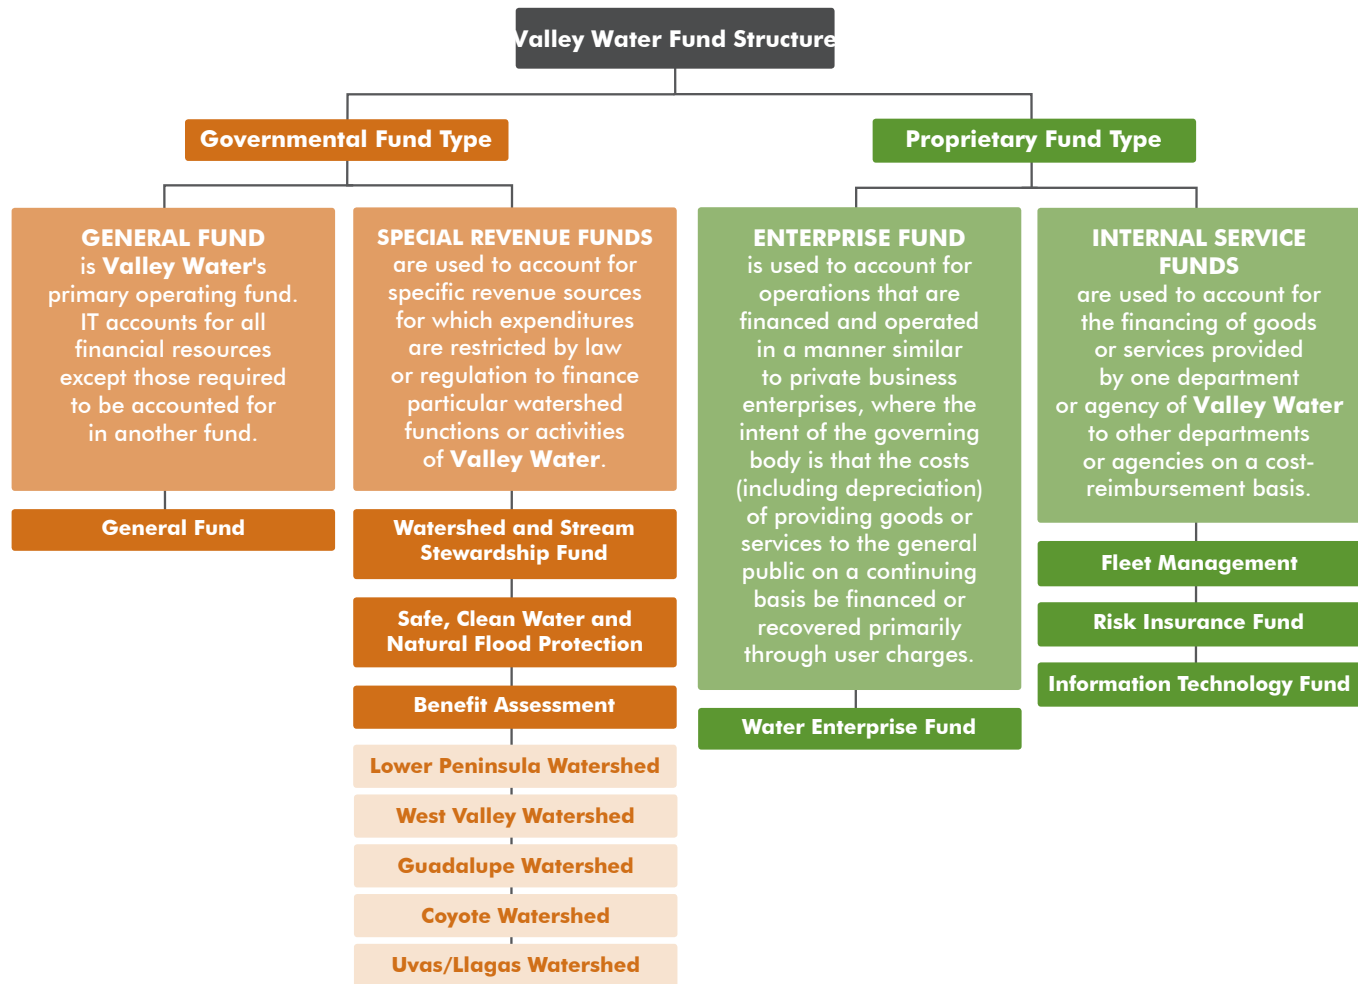 Valley Water Fund Structure
Governmental Fund Type
Proprietary Fund Type
GENERAL FUND
is Valley Water's
primary operating fund.
IT accounts for all
financial resources
except those required
to be accounted for
in another fund.
General Fund
SPECIAL REVENUE FUNDS
are used to account for
specific revenue sources
for which expenditures
are restricted by law
or regulation to finance
particular watershed
functions or activities
of Valley Water.
Watershed and Stream
Stewardship Fund
Safe, Clean Water and
Natural Flood Protection
Benefit Assessment
Lower Peninsula Watershed
West Valley Watershed
Guadalupe Watershed
Coyote Watershed
Uvas/Llagas Watershed
ENTERPRISE FUND
is used to account for
operations that are
financed and operated
in a manner similar
to private business
enterprises, where the
intent of the governing
body is that the costs
(including depreciation)
of providing goods or
services to the general
public on a continuing
basis be financed or
recovered primarily
through user charges.
Water Enterprise Fund
INTERNAL SERVICE
FUNDS
are used to account for
the financing of goods
or services provided
by one department
or agency of Valley Water
to other departments
or agencies on a cost-
reimbursement basis.
Fleet Management
Risk Insurance Fund
Information Technology Fund